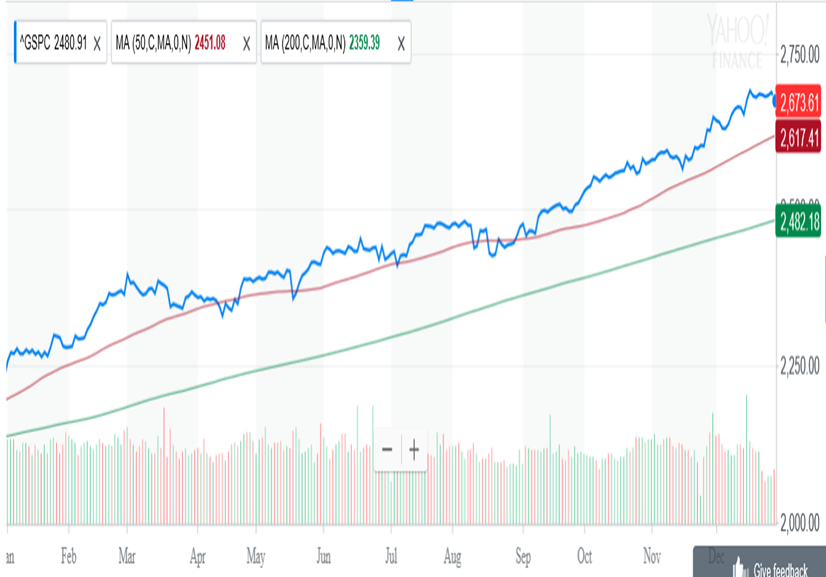 ^GSPC 2480.91 X MA (50,C,MA,0,N) 2451.08 X MA (200,C,MA,0,N) 2359.39 X
YAHOO!
FINANCE
2,750.00
2,673.61
2,617.41
2,482.18
2,250.00
2,000.00
− +
an Feb Mar Apr May Jun Jul Aug Sep Oct Nov Dec
Give feedback